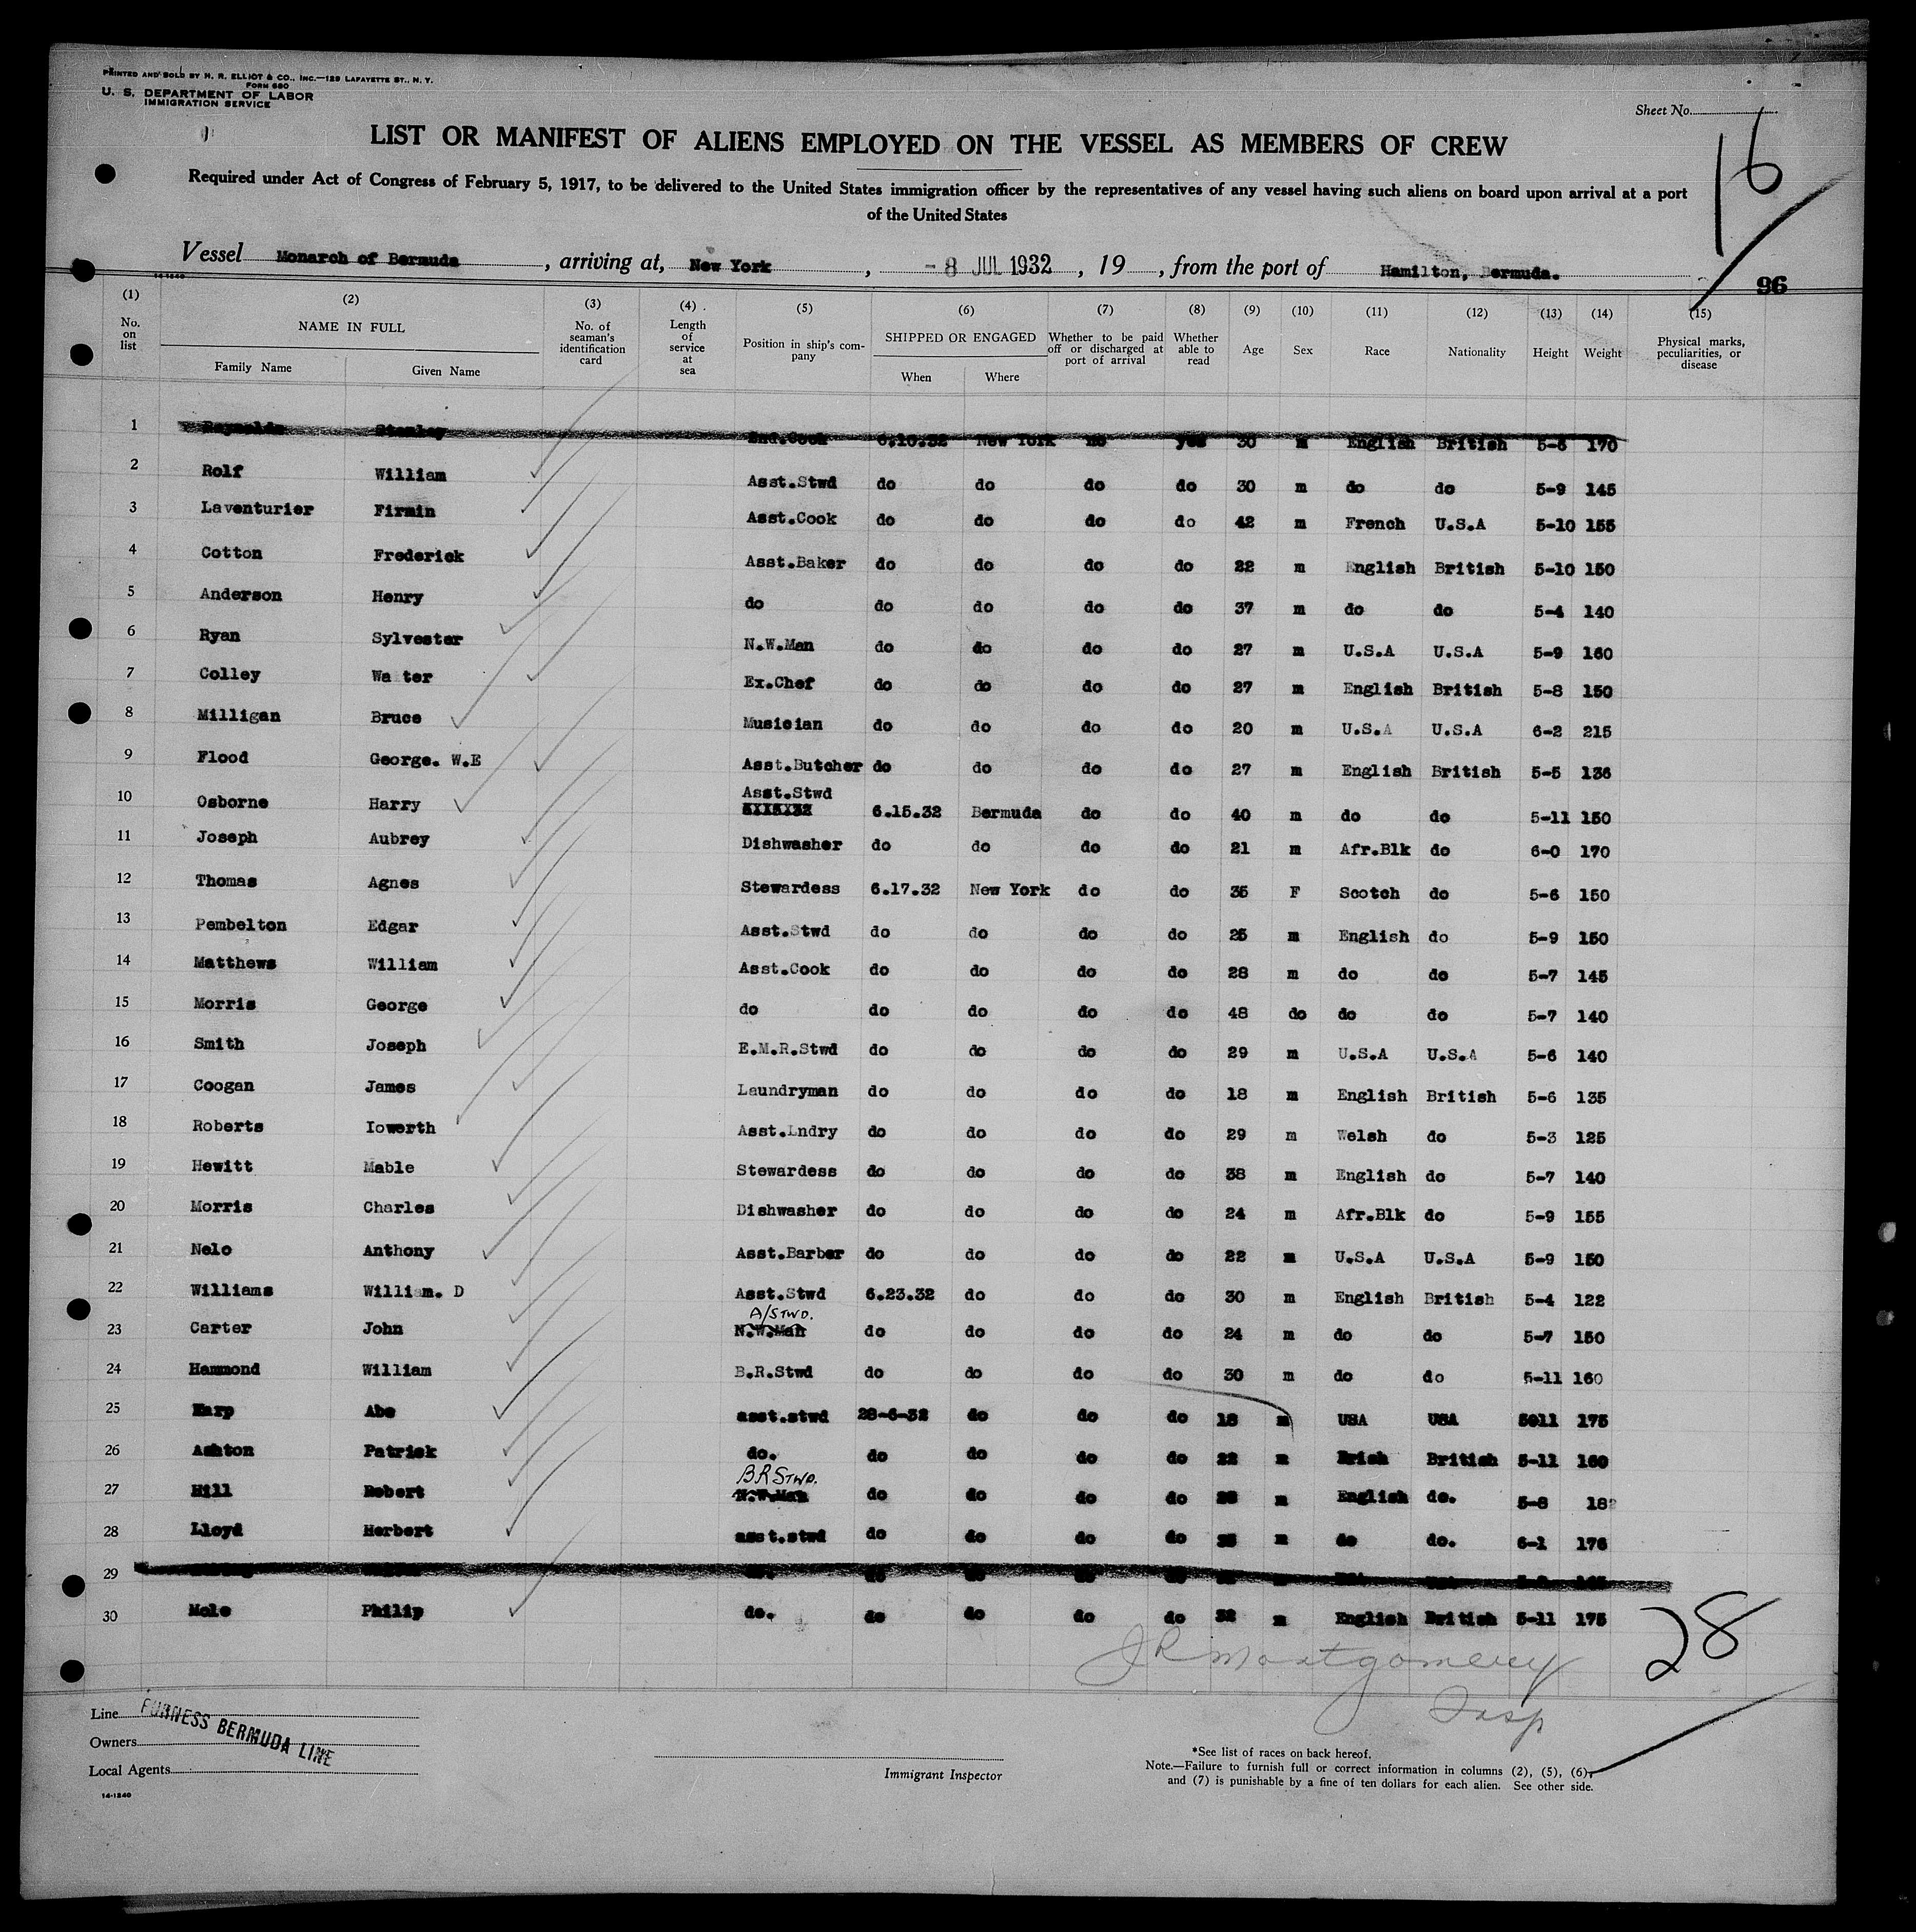 PRINTED AND SOLD BY H. R. ELLIOT & CO., INC.—129 LAFAYETTE ST., N. Y.
FORM 680
U. S. DEPARTMENT OF LABOR
IMMIGRATION SERVICE
Sheet No.
16
LIST OR MANIFEST OF ALIENS EMPLOYED ON THE VESSEL AS MEMBERS OF CREW
Required under Act of Congress of February 5, 1917, to be delivered to the United States immigration officer by the representatives of any vessel having such aliens on board upon arrival at a port
of the United States
Vessel Monarch of Bermuda, arriving at, New York, - 8 JUL 1932, 19, from the port of Hamilton, Bermuda.
14-1240
96
(1) (2) (3) (4) (5) (6) (7) (8) (9) (10) (11) (12) (13) (14) (15)
No. on list NAME IN FULL Family Name Given Name No. of seaman's identification card Length of service at sea Position in ship's company SHIPPED OR ENGAGED When Where Whether to be paid off or discharged at port of arrival Whether able to read Age Sex Race Nationality Height Weight Physical marks, peculiarities, or disease
1 Reynolds Stanley 2nd.Cook 6.10.32 New York no yes 30 m English British 5-8 170
2 Rolf William Asst.Stwd do do do do 30 m do do 5-9 145
3 Laventurier Firmin Asst.Cook do do do do 42 m French U.S.A 5-10 155
4 Cotton Frederick Asst.Baker do do do do 22 m English British 5-10 150
5 Anderson Henry do do do do do 37 m do do 5-4 140
6 Ryan Sylvester N.W.Man do do do do 27 m U.S.A U.S.A 5-9 160
7 Colley Wa ter Ex.Chef do do do do 27 m English British 5-8 150
8 Milligan Bruce Musician do do do do 20 m U.S.A U.S.A 6-2 215
9 Flood George. W.E Asst.Butcher do do do do 27 m English British 5-5 136
10 Osborne Harry Asst.Stwd 6.15.32 Bermuda do do 40 m do do 5-11 150
11 Joseph Aubrey Dishwasher do do do do 21 m Afr.Blk do 6-0 170
12 Thomas Agnes Stewardess 6.17.32 New York do do 35 F Scotch do 5-6 150
13 Pembelton Edgar Asst.Stwd do do do do 25 m English do 5-9 150
14 Matthews William Asst.Cook do do do do 28 m do do 5-7 145
15 Morris George do do do do do 48 do do do 5-7 140
16 Smith Joseph E.M.R.Stwd do do do do 29 m U.S.A U.S.A 5-6 140
17 Coogan James Laundryman do do do do 18 m English British 5-6 135
18 Roberts Ioworth Asst.Lndry do do do do 29 m Welsh do 5-3 125
19 Hewitt Mable Stewardess do do do do 38 m English do 5-7 140
20 Morris Charles Dishwasher do do do do 24 m Afr.Blk do 5-9 155
21 Nelo Anthony Asst.Barber do do do do 22 m U.S.A U.S.A 5-9 150
22 Williams William. D Asst.Stwd 6.23.32 do do do 30 m English British 5-4 122
A/STWD.
23 Carter John N.W.Man do do do do 24 m do do 5-7 150
24 Hammond William B.R.Stwd do do do do 30 m do do 5-11 160
25 Karp Abe asst.stwd 28-6-32 do do do 18 m USA USA 5011 175
26 Ashton Patrick do. do do do do 22 m British 5-11 160
BR STWD.
27 Hill Robert N.W.Man do do do do m English do. 5-8
28 Lloyd Herbert asst.stwd do do do do m do do. 6-1 176
29
30 Mole Philip do. do do do do 32 m English British 5-11 175
JR Montgomery
Insp
28
Line FURNESS BERMUDA LINE
Owners
Local Agents
14-1240
Immigrant Inspector
*See list of races on back hereof.
Note.—Failure to furnish full or correct information in columns (2), (5), (6),
and (7) is punishable by a fine of ten dollars for each alien. See other side.